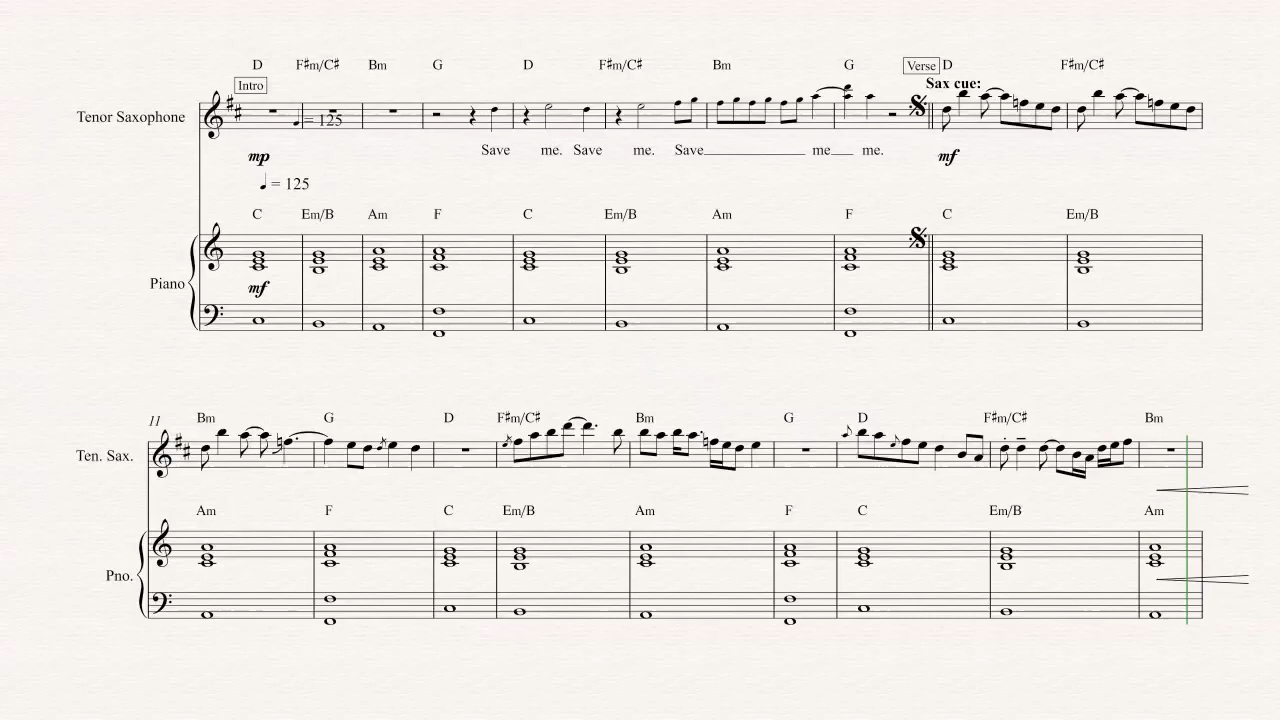 D F♯m/C♯ Bm G D F♯m/C♯ Bm G Verse D F♯m/C♯
Intro Sax cue:
Tenor Saxophone = 125
Save me. Save me. Save me me.
mp mf
= 125
C Em/B Am F C Em/B Am F C Em/B
Piano
mf
11
Bm G D F♯m/C♯ Bm G D F♯m/C♯ Bm
Ten. Sax.
Am F C Em/B Am F C Em/B Am
Pno.